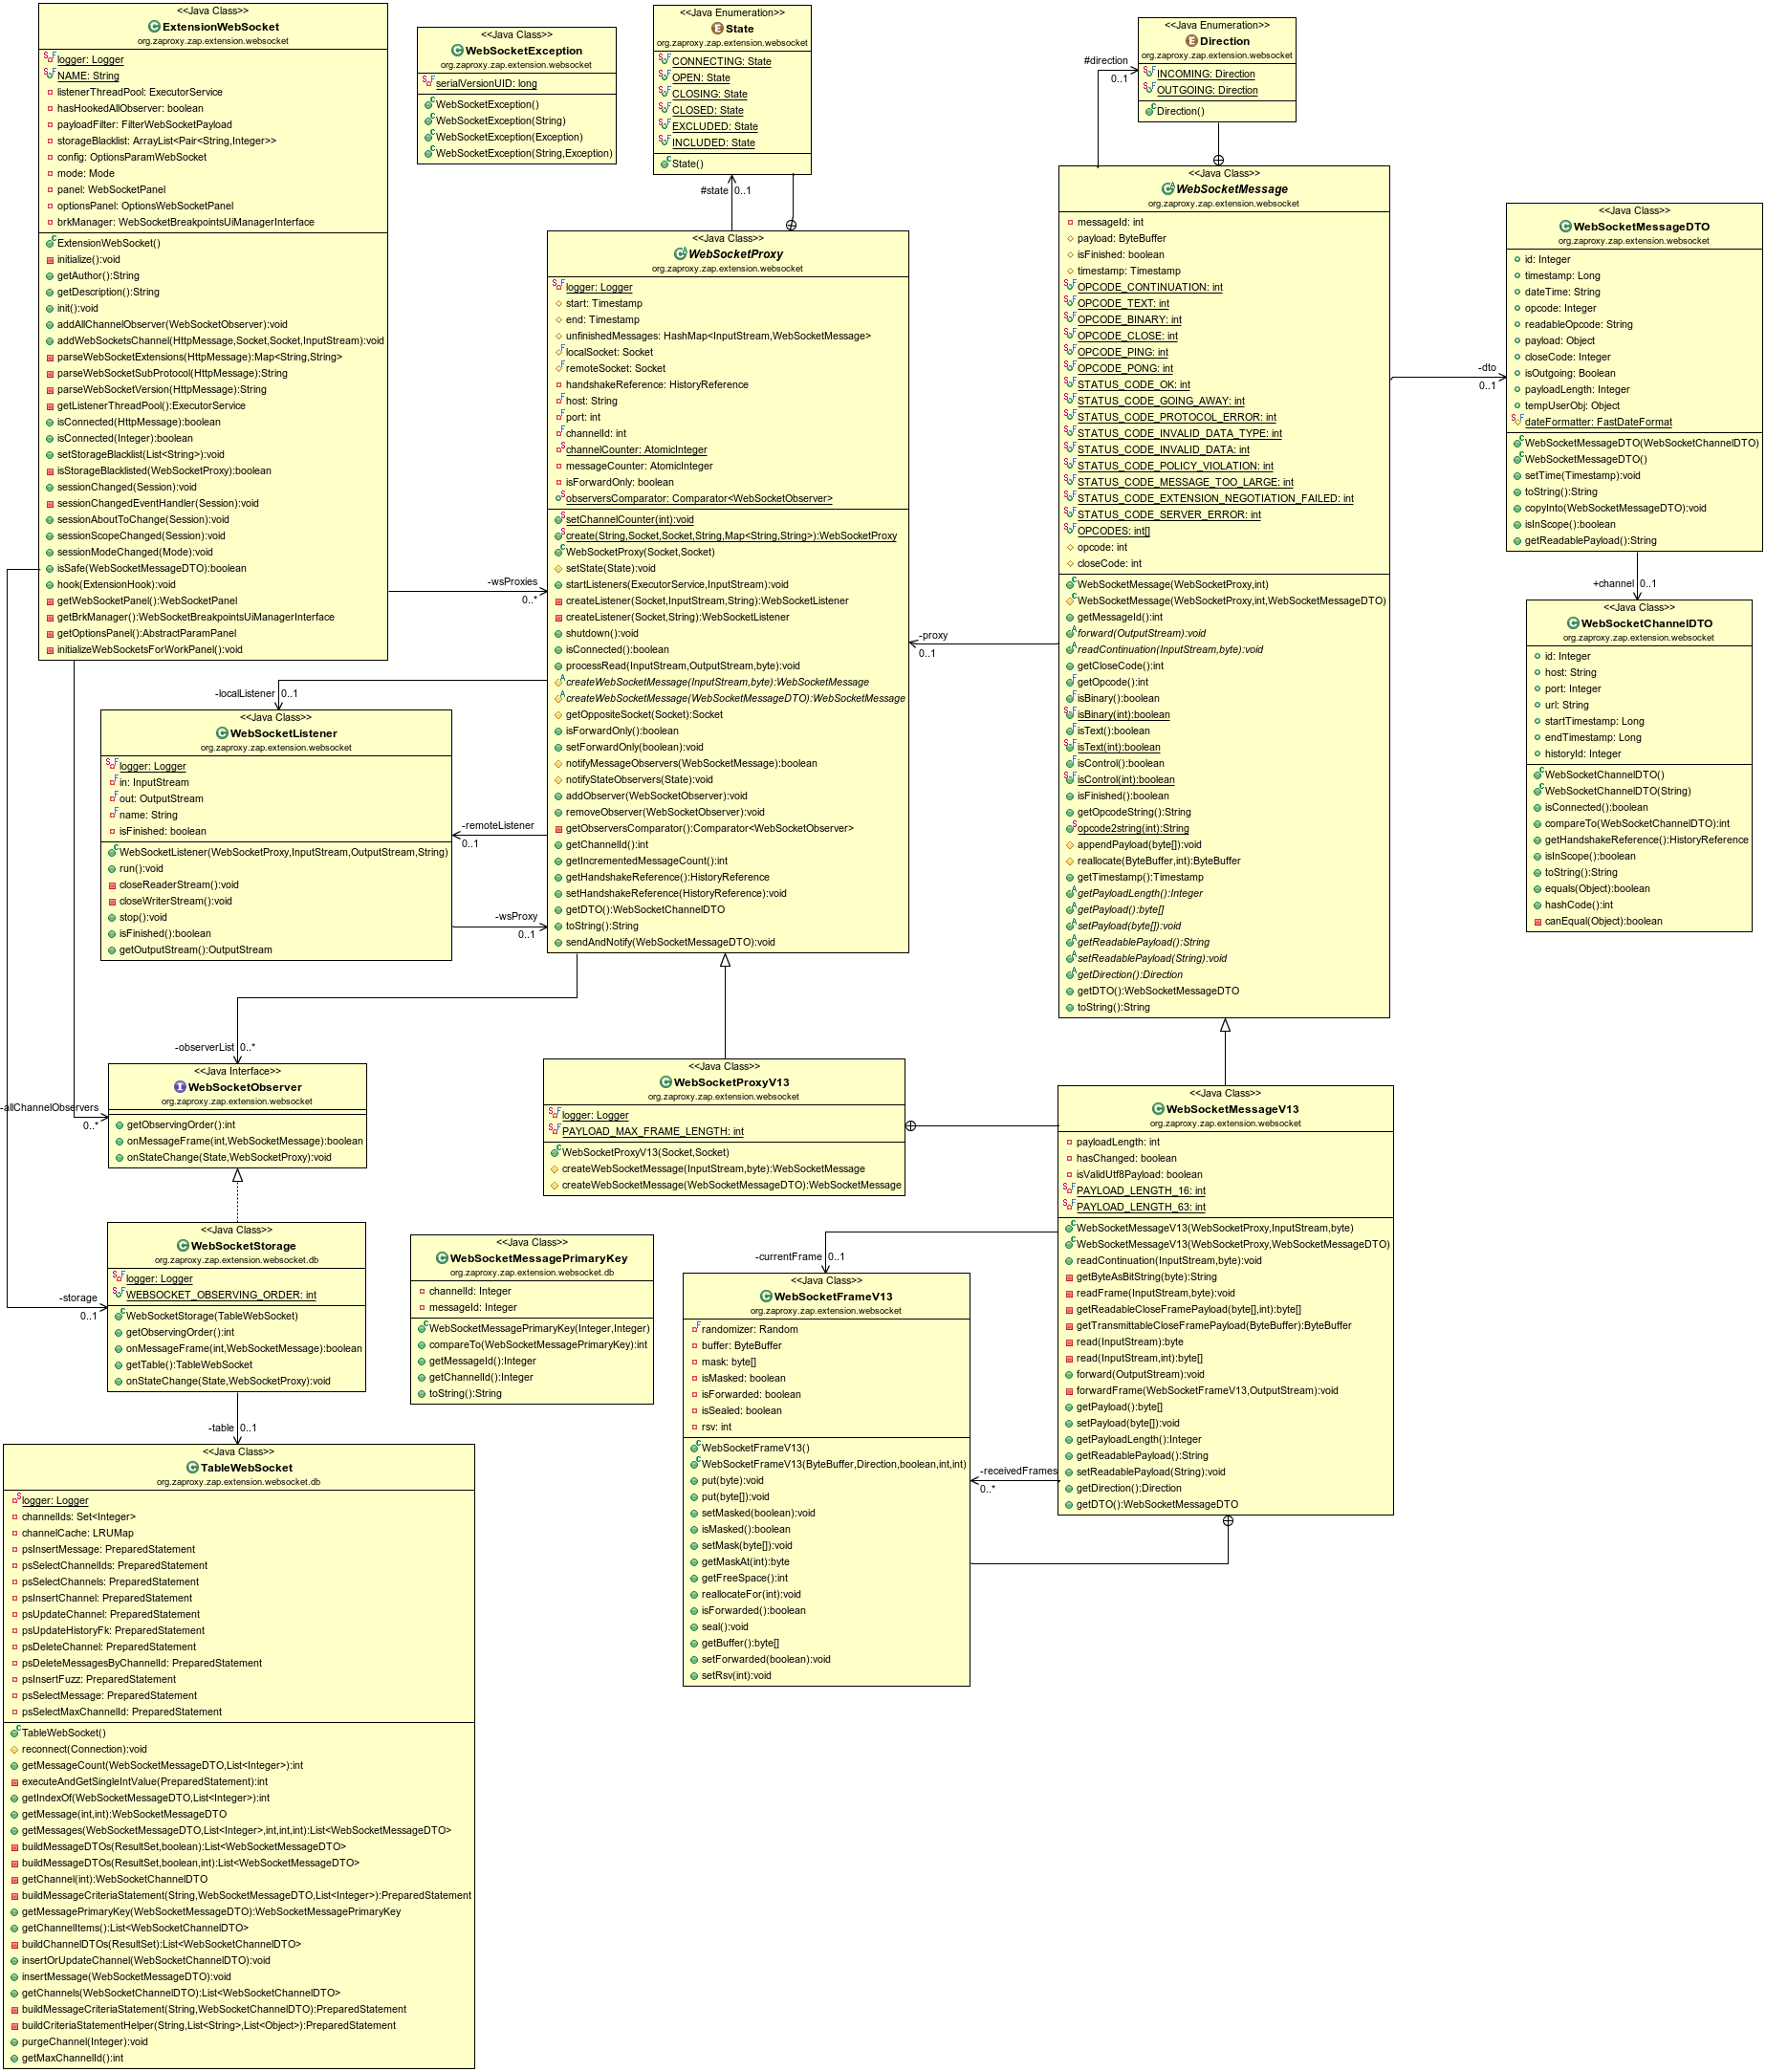 <<Java Class>>
ExtensionWebSocket
org.zaproxy.zap.extension.websocket
logger: Logger
NAME: String
listenerThreadPool: ExecutorService
hasHookedAllObserver: boolean
payloadFilter: FilterWebSocketPayload
storageBlacklist: ArrayList<Pair<String,Integer>>
config: OptionsParamWebSocket
mode: Mode
panel: WebSocketPanel
optionsPanel: OptionsWebSocketPanel
brkManager: WebSocketBreakpointsUiManagerInterface
ExtensionWebSocket()
initialize():void
getAuthor():String
getDescription():String
init():void
addAllChannelObserver(WebSocketObserver):void
addWebSocketsChannel(HttpMessage,Socket,Socket,InputStream):void
parseWebSocketExtensions(HttpMessage):Map<String,String>
parseWebSocketSubProtocol(HttpMessage):String
parseWebSocketVersion(HttpMessage):String
getListenerThreadPool():ExecutorService
isConnected(HttpMessage):boolean
isConnected(Integer):boolean
setStorageBlacklist(List<String>):void
isStorageBlacklisted(WebSocketProxy):boolean
sessionChanged(Session):void
sessionChangedEventHandler(Session):void
sessionAboutToChange(Session):void
sessionScopeChanged(Session):void
sessionModeChanged(Mode):void
isSafe(WebSocketMessageDTO):boolean
hook(ExtensionHook):void
getWebSocketPanel():WebSocketPanel
getBrkManager():WebSocketBreakpointsUiManagerInterface
getOptionsPanel():AbstractParamPanel
initializeWebSocketsForWorkPanel():void
<<Java Class>>
WebSocketException
org.zaproxy.zap.extension.websocket
serialVersionUID: long
WebSocketException()
WebSocketException(String)
WebSocketException(Exception)
WebSocketException(String,Exception)
<<Java Enumeration>>
State
org.zaproxy.zap.extension.websocket
CONNECTING: State
OPEN: State
CLOSING: State
CLOSED: State
EXCLUDED: State
INCLUDED: State
State()
#state 0..1
<<Java Enumeration>>
Direction
org.zaproxy.zap.extension.websocket
INCOMING: Direction
OUTGOING: Direction
Direction()
#direction
0..1
<<Java Class>>
WebSocketProxy
org.zaproxy.zap.extension.websocket
logger: Logger
start: Timestamp
end: Timestamp
unfinishedMessages: HashMap<InputStream,WebSocketMessage>
localSocket: Socket
remoteSocket: Socket
handshakeReference: HistoryReference
host: String
port: int
channelId: int
channelCounter: AtomicInteger
messageCounter: AtomicInteger
isForwardOnly: boolean
observersComparator: Comparator<WebSocketObserver>
setChannelCounter(int):void
create(String,Socket,Socket,String,Map<String,String>):WebSocketProxy
WebSocketProxy(Socket,Socket)
setState(State):void
startListeners(ExecutorService,InputStream):void
createListener(Socket,InputStream,String):WebSocketListener
createListener(Socket,String):WebSocketListener
shutdown():void
isConnected():boolean
processRead(InputStream,OutputStream,byte):void
createWebSocketMessage(InputStream,byte):WebSocketMessage
createWebSocketMessage(WebSocketMessageDTO):WebSocketMessage
getOppositeSocket(Socket):Socket
isForwardOnly():boolean
setForwardOnly(boolean):void
notifyMessageObservers(WebSocketMessage):boolean
notifyStateObservers(State):void
addObserver(WebSocketObserver):void
removeObserver(WebSocketObserver):void
getObserversComparator():Comparator<WebSocketObserver>
getChannelId():int
getIncrementedMessageCount():int
getHandshakeReference():HistoryReference
setHandshakeReference(HistoryReference):void
getDTO():WebSocketChannelDTO
toString():String
sendAndNotify(WebSocketMessageDTO):void
-wsProxies
0..*
-proxy
0..1
<<Java Class>>
WebSocketMessage
org.zaproxy.zap.extension.websocket
messageId: int
payload: ByteBuffer
isFinished: boolean
timestamp: Timestamp
OPCODE_CONTINUATION: int
OPCODE_TEXT: int
OPCODE_BINARY: int
OPCODE_CLOSE: int
OPCODE_PING: int
OPCODE_PONG: int
STATUS_CODE_OK: int
STATUS_CODE_GOING_AWAY: int
STATUS_CODE_PROTOCOL_ERROR: int
STATUS_CODE_INVALID_DATA_TYPE: int
STATUS_CODE_INVALID_DATA: int
STATUS_CODE_POLICY_VIOLATION: int
STATUS_CODE_MESSAGE_TOO_LARGE: int
STATUS_CODE_EXTENSION_NEGOTIATION_FAILED: int
STATUS_CODE_SERVER_ERROR: int
OPCODES: int[]
opcode: int
closeCode: int
WebSocketMessage(WebSocketProxy,int)
WebSocketMessage(WebSocketProxy,int,WebSocketMessageDTO)
getMessageId():int
forward(OutputStream):void
readContinuation(InputStream,byte):void
getCloseCode():int
getOpcode():int
isBinary():boolean
isBinary(int):boolean
isText():boolean
isText(int):boolean
isControl():boolean
isControl(int):boolean
isFinished():boolean
getOpcodeString():String
opcode2string(int):String
appendPayload(byte[]):void
reallocate(ByteBuffer,int):ByteBuffer
getTimestamp():Timestamp
getPayloadLength():Integer
getPayload():byte[]
setPayload(byte[]):void
getReadablePayload():String
setReadablePayload(String):void
getDirection():Direction
getDTO():WebSocketMessageDTO
toString():String
-dto
0..1
<<Java Class>>
WebSocketMessageDTO
org.zaproxy.zap.extension.websocket
id: Integer
timestamp: Long
dateTime: String
opcode: Integer
readableOpcode: String
payload: Object
closeCode: Integer
isOutgoing: Boolean
payloadLength: Integer
tempUserObj: Object
dateFormatter: FastDateFormat
WebSocketMessageDTO(WebSocketChannelDTO)
WebSocketMessageDTO()
setTime(Timestamp):void
toString():String
copyInto(WebSocketMessageDTO):void
isInScope():boolean
getReadablePayload():String
+channel 0..1
<<Java Class>>
WebSocketChannelDTO
org.zaproxy.zap.extension.websocket
id: Integer
host: String
port: Integer
url: String
startTimestamp: Long
endTimestamp: Long
historyId: Integer
WebSocketChannelDTO()
WebSocketChannelDTO(String)
isConnected():boolean
compareTo(WebSocketChannelDTO):int
getHandshakeReference():HistoryReference
isInScope():boolean
toString():String
equals(Object):boolean
hashCode():int
canEqual(Object):boolean
-localListener 0..1
<<Java Class>>
WebSocketListener
org.zaproxy.zap.extension.websocket
logger: Logger
in: InputStream
out: OutputStream
name: String
isFinished: boolean
WebSocketListener(WebSocketProxy,InputStream,OutputStream,String)
run():void
closeReaderStream():void
closeWriterStream():void
stop():void
isFinished():boolean
getOutputStream():OutputStream
-remoteListener
0..1
-wsProxy
0..1
-observerList 0..*
<<Java Interface>>
WebSocketObserver
org.zaproxy.zap.extension.websocket
getObservingOrder():int
onMessageFrame(int,WebSocketMessage):boolean
onStateChange(State,WebSocketProxy):void
-allChannelObservers
0..*
<<Java Class>>
WebSocketProxyV13
org.zaproxy.zap.extension.websocket
logger: Logger
PAYLOAD_MAX_FRAME_LENGTH: int
WebSocketProxyV13(Socket,Socket)
createWebSocketMessage(InputStream,byte):WebSocketMessage
createWebSocketMessage(WebSocketMessageDTO):WebSocketMessage
<<Java Class>>
WebSocketMessageV13
org.zaproxy.zap.extension.websocket
payloadLength: int
hasChanged: boolean
isValidUtf8Payload: boolean
PAYLOAD_LENGTH_16: int
PAYLOAD_LENGTH_63: int
WebSocketMessageV13(WebSocketProxy,InputStream,byte)
WebSocketMessageV13(WebSocketProxy,WebSocketMessageDTO)
readContinuation(InputStream,byte):void
getByteAsBitString(byte):String
readFrame(InputStream,byte):void
getReadableCloseFramePayload(byte[],int):byte[]
getTransmittableCloseFramePayload(ByteBuffer):ByteBuffer
read(InputStream):byte
read(InputStream,int):byte[]
forward(OutputStream):void
forwardFrame(WebSocketFrameV13,OutputStream):void
getPayload():byte[]
setPayload(byte[]):void
getPayloadLength():Integer
getReadablePayload():String
setReadablePayload(String):void
getDirection():Direction
getDTO():WebSocketMessageDTO
<<Java Class>>
WebSocketStorage
org.zaproxy.zap.extension.websocket.db
logger: Logger
WEBSOCKET_OBSERVING_ORDER: int
WebSocketStorage(TableWebSocket)
getObservingOrder():int
onMessageFrame(int,WebSocketMessage):boolean
getTable():TableWebSocket
onStateChange(State,WebSocketProxy):void
-storage
0..1
<<Java Class>>
WebSocketMessagePrimaryKey
org.zaproxy.zap.extension.websocket.db
channelId: Integer
messageId: Integer
WebSocketMessagePrimaryKey(Integer,Integer)
compareTo(WebSocketMessagePrimaryKey):int
getMessageId():Integer
getChannelId():Integer
toString():String
-currentFrame 0..1
<<Java Class>>
WebSocketFrameV13
org.zaproxy.zap.extension.websocket
randomizer: Random
buffer: ByteBuffer
mask: byte[]
isMasked: boolean
isForwarded: boolean
isSealed: boolean
rsv: int
WebSocketFrameV13()
WebSocketFrameV13(ByteBuffer,Direction,boolean,int,int)
put(byte):void
put(byte[]):void
setMasked(boolean):void
isMasked():boolean
setMask(byte[]):void
getMaskAt(int):byte
getFreeSpace():int
reallocateFor(int):void
isForwarded():boolean
seal():void
getBuffer():byte[]
setForwarded(boolean):void
setRsv(int):void
-receivedFrames
0..*
-table 0..1
<<Java Class>>
TableWebSocket
org.zaproxy.zap.extension.websocket.db
logger: Logger
channelIds: Set<Integer>
channelCache: LRUMap
psInsertMessage: PreparedStatement
psSelectChannelIds: PreparedStatement
psSelectChannels: PreparedStatement
psInsertChannel: PreparedStatement
psUpdateChannel: PreparedStatement
psUpdateHistoryFk: PreparedStatement
psDeleteChannel: PreparedStatement
psDeleteMessagesByChannelId: PreparedStatement
psInsertFuzz: PreparedStatement
psSelectMessage: PreparedStatement
psSelectMaxChannelId: PreparedStatement
TableWebSocket()
reconnect(Connection):void
getMessageCount(WebSocketMessageDTO,List<Integer>):int
executeAndGetSingleIntValue(PreparedStatement):int
getIndexOf(WebSocketMessageDTO,List<Integer>):int
getMessage(int,int):WebSocketMessageDTO
getMessages(WebSocketMessageDTO,List<Integer>,int,int,int):List<WebSocketMessageDTO>
buildMessageDTOs(ResultSet,boolean):List<WebSocketMessageDTO>
buildMessageDTOs(ResultSet,boolean,int):List<WebSocketMessageDTO>
getChannel(int):WebSocketChannelDTO
buildMessageCriteriaStatement(String,WebSocketMessageDTO,List<Integer>):PreparedStatement
getMessagePrimaryKey(WebSocketMessageDTO):WebSocketMessagePrimaryKey
getChannelItems():List<WebSocketChannelDTO>
buildChannelDTOs(ResultSet):List<WebSocketChannelDTO>
insertOrUpdateChannel(WebSocketChannelDTO):void
insertMessage(WebSocketMessageDTO):void
getChannels(WebSocketChannelDTO):List<WebSocketChannelDTO>
buildMessageCriteriaStatement(String,WebSocketChannelDTO):PreparedStatement
buildCriteriaStatementHelper(String,List<String>,List<Object>):PreparedStatement
purgeChannel(Integer):void
getMaxChannelId():int